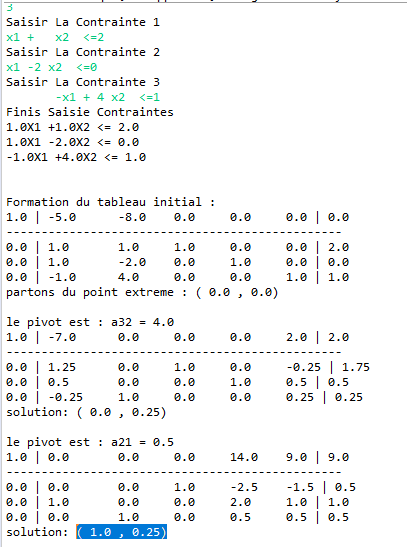 3
Saisir La Contrainte 1
x1 +   x2  <=2
Saisir La Contrainte 2
x1 -2 x2  <=0
Saisir La Contrainte 3
       -x1 + 4 x2  <=1
Finis Saisie Contraintes
1.0X1 +1.0X2 <= 2.0
1.0X1 -2.0X2 <= 0.0
-1.0X1 +4.0X2 <= 1.0
Formation du tableau initial :
1.0 | -5.0    -8.0    0.0     0.0     0.0 | 0.0
-----------------------------------------------
0.0 | 1.0     1.0     1.0     0.0     0.0 | 2.0
0.0 | 1.0     -2.0    0.0     1.0     0.0 | 0.0
0.0 | -1.0    4.0     0.0     0.0     1.0 | 1.0
partons du point extreme : ( 0.0 , 0.0)
le pivot est : a32 = 4.0
1.0 | -7.0    0.0     0.0     0.0     2.0 | 2.0
-----------------------------------------------
0.0 | 1.25    0.0     1.0     0.0     -0.25 | 1.75
0.0 | 0.5     0.0     0.0     1.0     0.5 | 0.5
0.0 | -0.25   1.0     0.0     0.0     0.25 | 0.25
solution: ( 0.0 , 0.25)
le pivot est : a21 = 0.5
1.0 | 0.0     0.0     0.0     14.0    9.0 | 9.0
-----------------------------------------------
0.0 | 0.0     0.0     1.0     -2.5    -1.5 | 0.5
0.0 | 1.0     0.0     0.0     2.0     1.0 | 1.0
0.0 | 0.0     1.0     0.0     0.5     0.5 | 0.5
solution: ( 1.0 , 0.25)